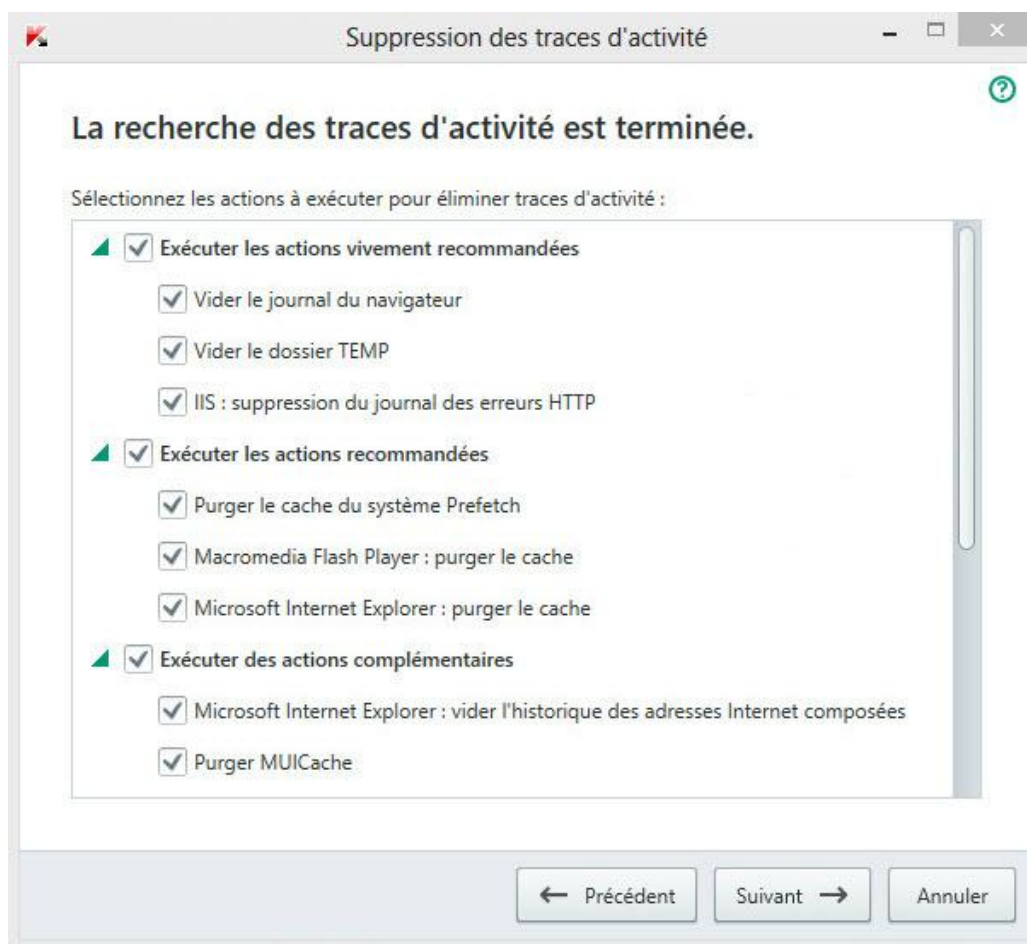 Suppression des traces d'activité
La recherche des traces d'activité est terminée.
Sélectionnez les actions à exécuter pour éliminer traces d'activité :
Exécuter les actions vivement recommandées
Vider le journal du navigateur
Vider le dossier TEMP
IIS : suppression du journal des erreurs HTTP
Exécuter les actions recommandées
Purger le cache du système Prefetch
Macromedia Flash Player : purger le cache
Microsoft Internet Explorer : purger le cache
Exécuter des actions complémentaires
Microsoft Internet Explorer : vider l'historique des adresses Internet composées
Purger MUICache
← Précédent Suivant → Annuler